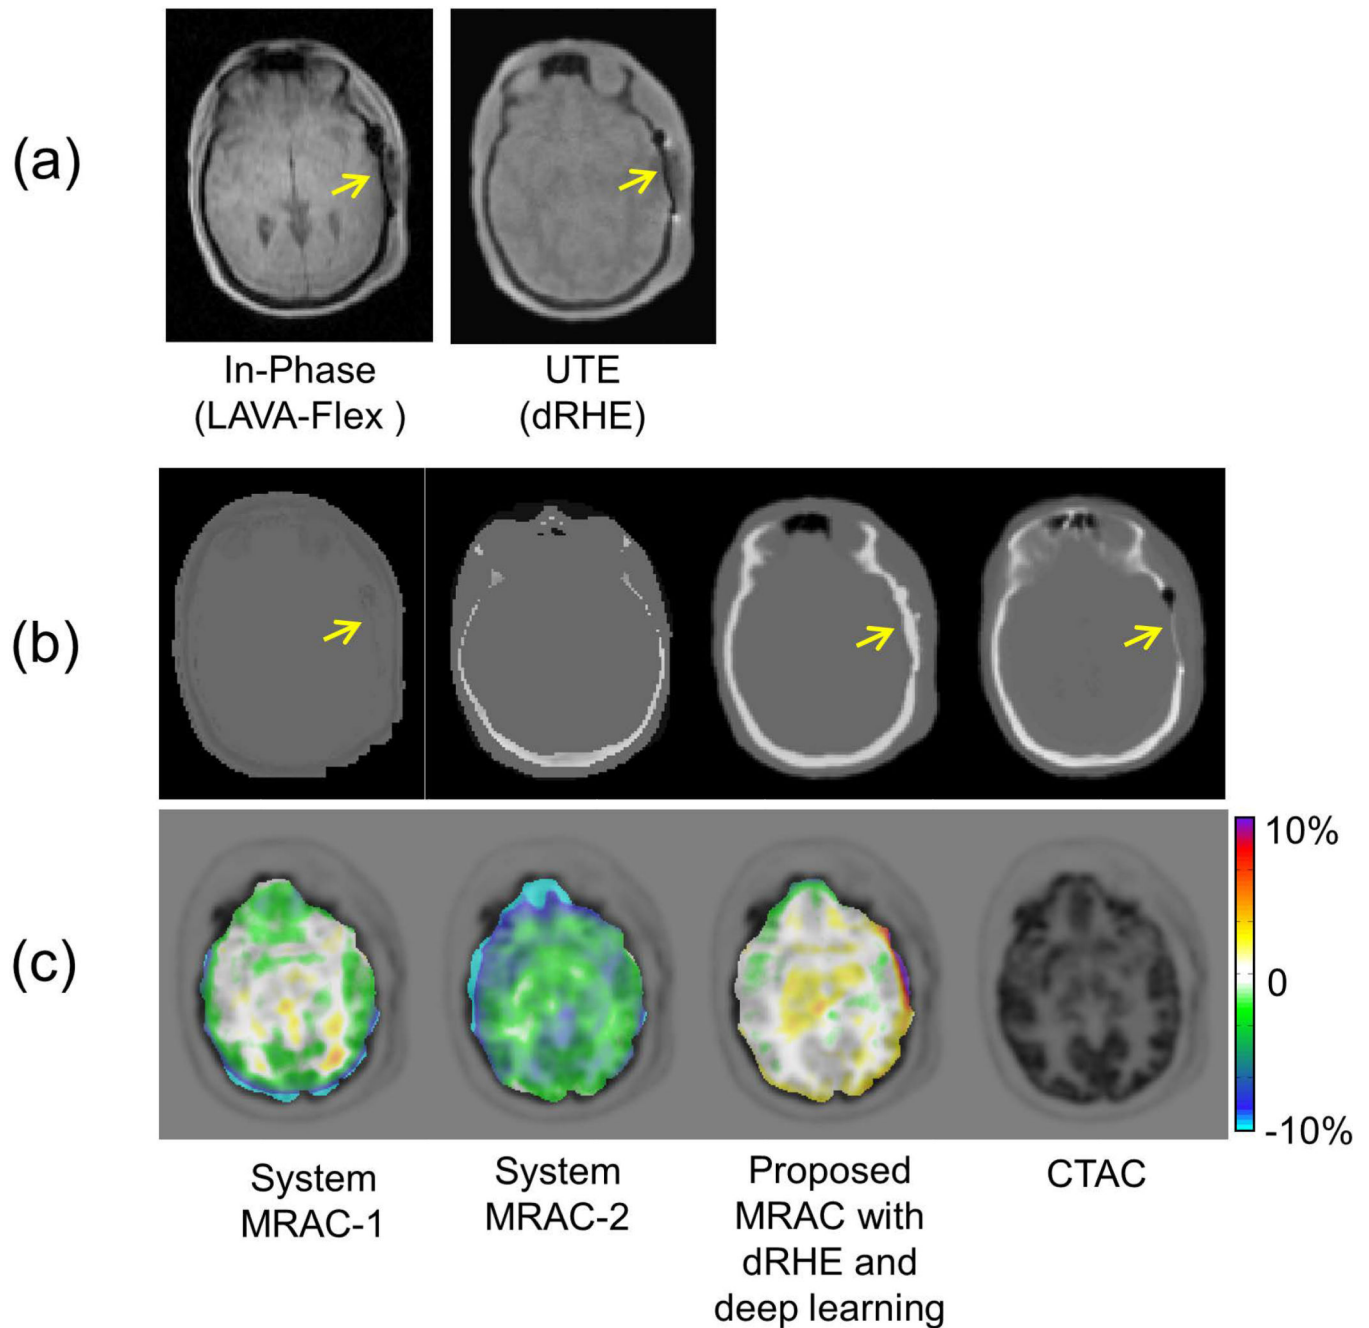 (a)
In-Phase
(LAVA-Flex )
UTE
(dRHE)
(b)
(c)
10%
0
-10%
System
MRAC-1
System
MRAC-2
Proposed
MRAC with
dRHE and
deep learning
CTAC